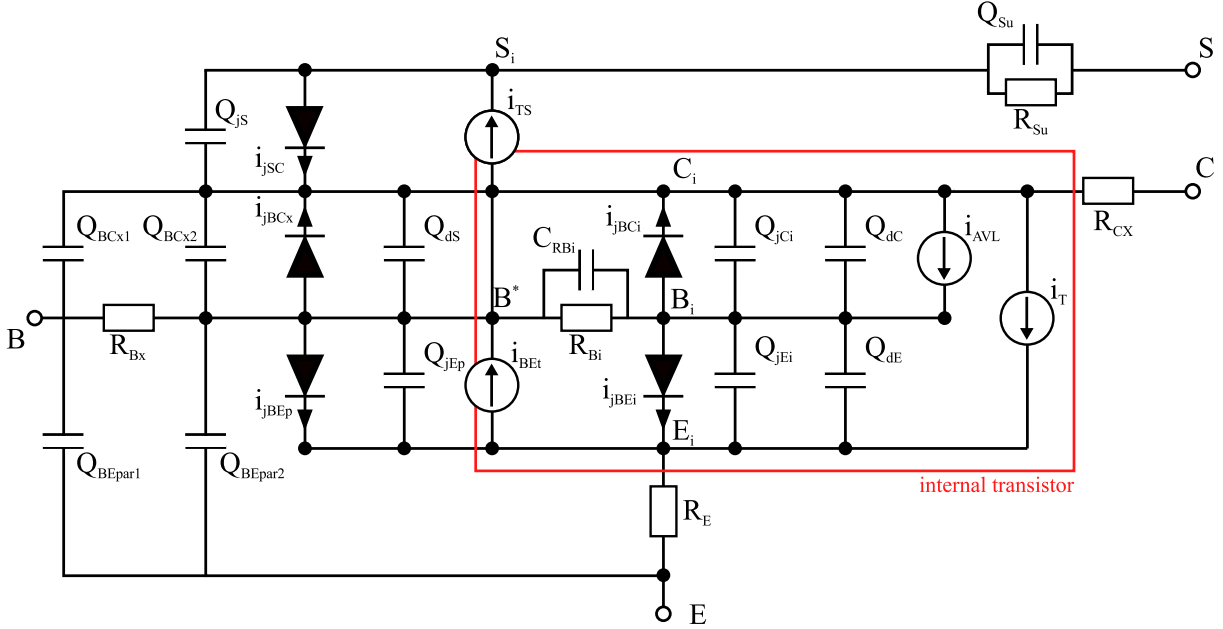 Q_Su
S_i
S
Q_jS
i_TS
R_Su
i_jSC
C_i
C
Q_BCx1
Q_BCx2
i_jBCx
Q_dS
C_RBi
i_jBCi
Q_jCi
Q_dC
i_AVL
R_CX
B*
B_i
i_T
B
R_Bx
Q_jEp
i_BEt
R_Bi
Q_jEi
Q_dE
i_jBEp
i_jBEi
E_i
Q_BEpar1
Q_BEpar2
internal transistor
R_E
E